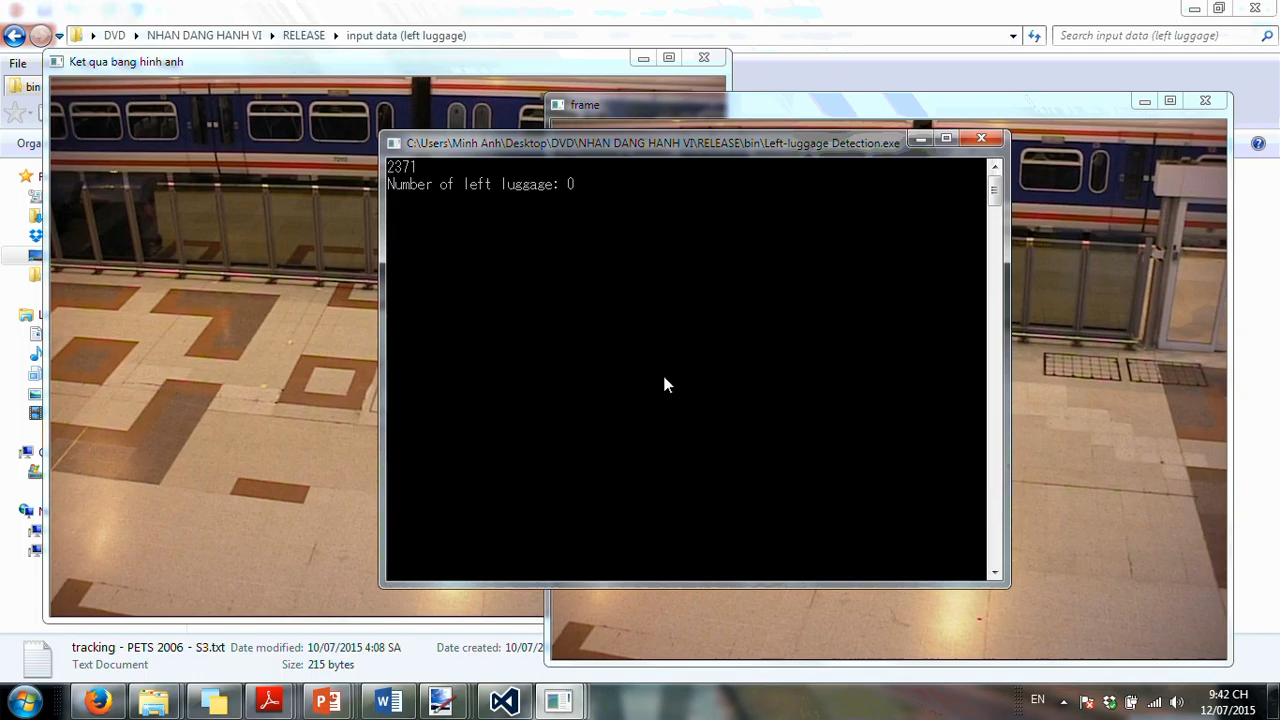 DVD NHAN DANG HANH VI RELEASE input data (left luggage)
Search input data (left luggage)
File
Ket qua bang hinh anh
bin
frame
Orga
C:\Users\Minh Anh\Desktop\DVD\NHAN DANG HANH VI\RELEASE\bin\Left-luggage Detection.exe
2371
Number of left luggage: 0
tracking - PETS 2006 - S3.txt Date modified: 10/07/2015 4:08 SA Date created: 10/07/2
Text Document Size: 215 bytes
EN
9:42 CH
12/07/2015